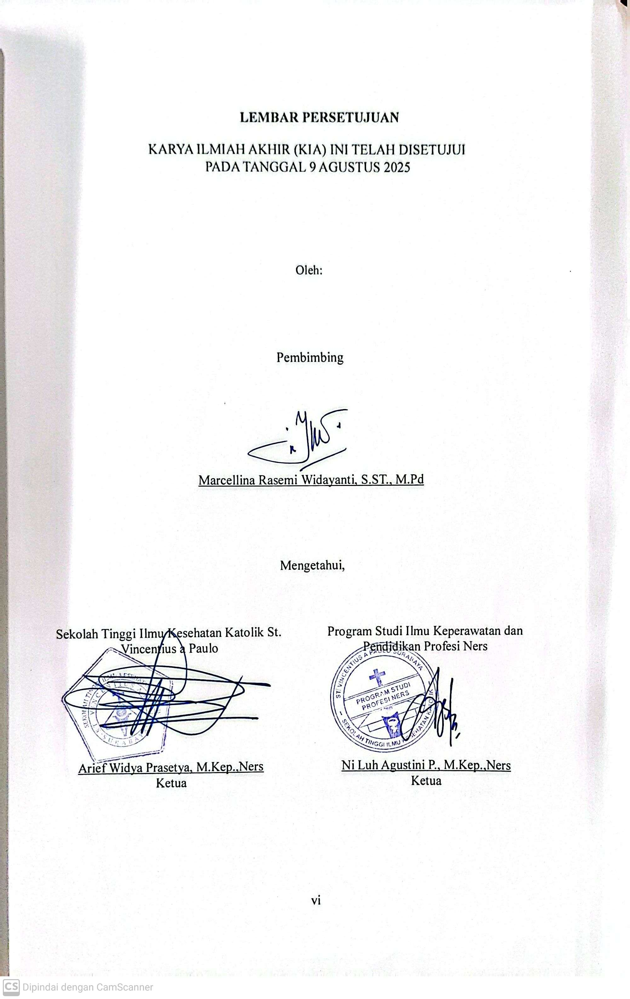 LEMBAR PERSETUJUAN
KARYA ILMIAH AKHIR (KIA) INI TELAH DISETUJUI
PADA TANGGAL 9 AGUSTUS 2025
Oleh:
Pembimbing
Marcellina Rasemi Widayanti, S.ST., M.Pd
Mengetahui,
Sekolah Tinggi Ilmu Kesehatan Katolik St.
Vincentius a Paulo
Arief Widya Prasetya, M.Kep.,Ners
Ketua
Program Studi Ilmu Keperawatan dan
Pendidikan Profesi Ners
ST. VINCENTIUS A PAULO SURABAYA
PROGRAM STUDI
PROFESI NERS
SEKOLAH TINGGI ILMU KESEHATAN KATOLIK
Ni Luh Agustini P., M.Kep.,Ners
Ketua
vi
CS Dipindai dengan CamScanner